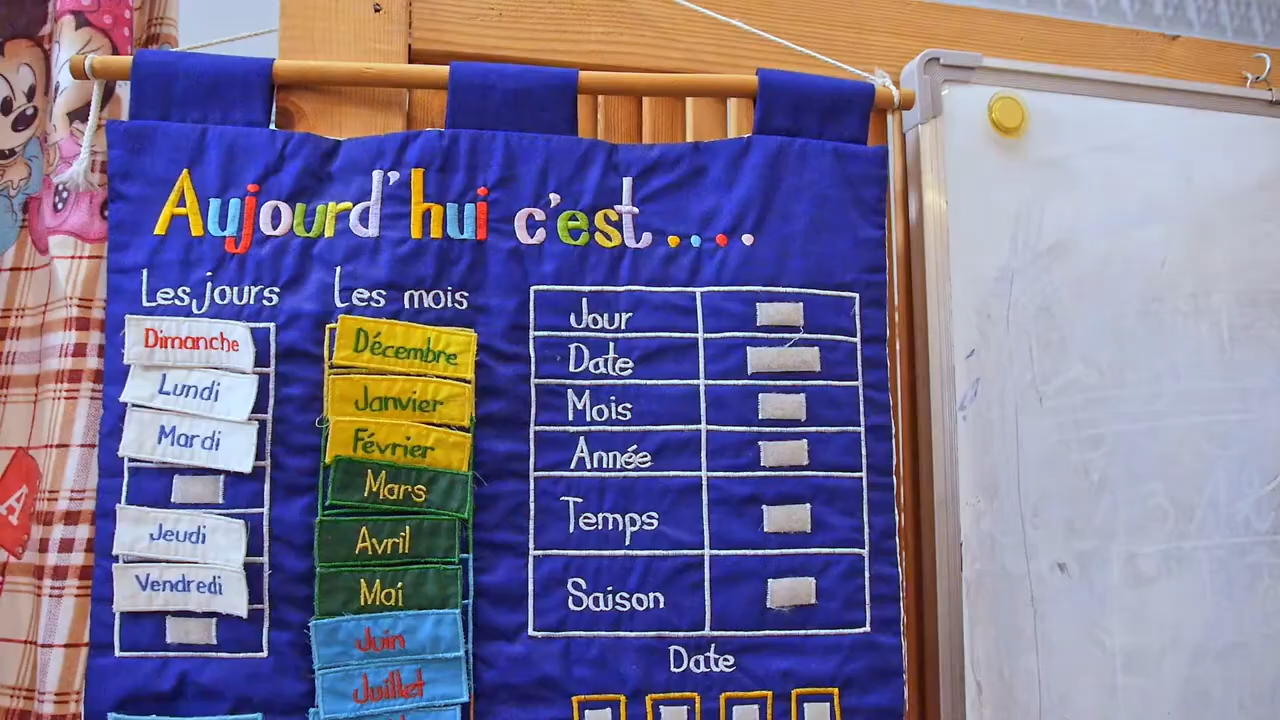 Aujourd'hui c'est....
Les jours
Dimanche
Lundi
Mardi
Jeudi
Vendredi
Les mois
Décembre
Janvier
Février
Mars
Avril
Mai
Juin
Juillet
Jour
Date
Mois
Année
Temps
Saison
Date
A